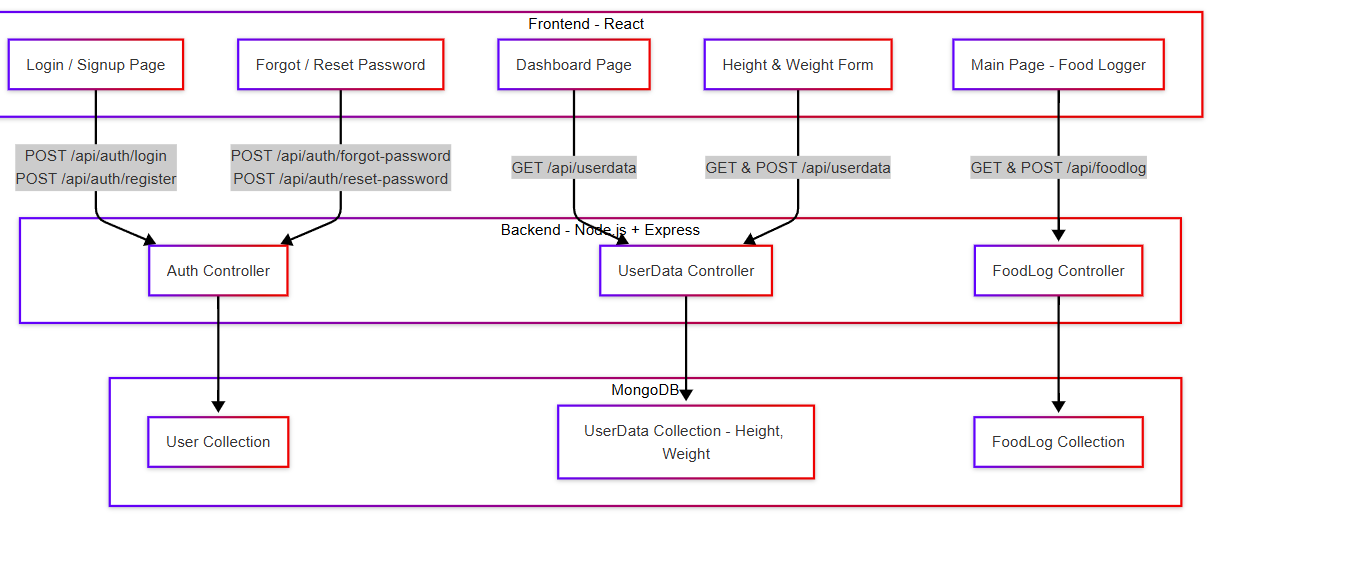 Frontend - React
Login / Signup Page
Forgot / Reset Password
Dashboard Page
Height & Weight Form
Main Page - Food Logger
POST /api/auth/login
POST /api/auth/register
POST /api/auth/forgot-password
POST /api/auth/reset-password
GET /api/userdata
GET & POST /api/userdata
GET & POST /api/foodlog
Backend - Node.js + Express
Auth Controller
UserData Controller
FoodLog Controller
MongoDB
User Collection
UserData Collection - Height,
Weight
FoodLog Collection